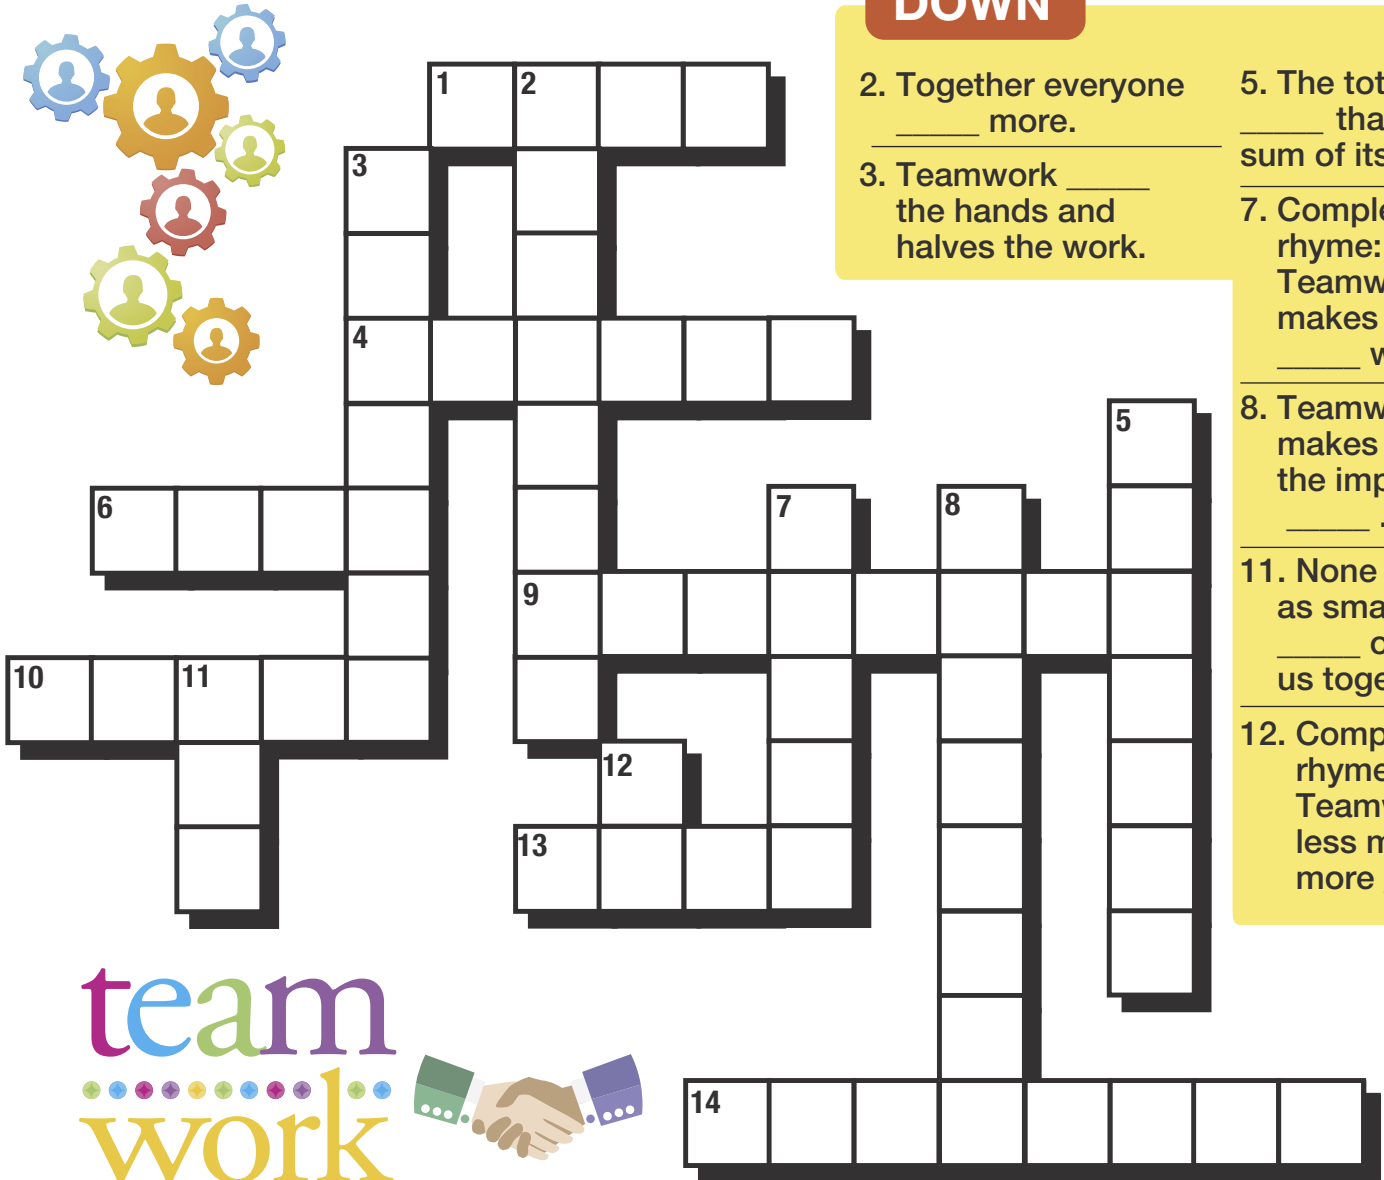 DOWN
2. Together everyone
_____ more.
3. Teamwork _____
the hands and
halves the work.
5. The tot
_____ tha
sum of its
7. Comple
rhyme:
Teamw
makes
_____ w
8. Teamw
makes
the imp
_____ .
11. None
as sma
_____ o
us toge
12. Comp
rhyme
Teamw
less m
more
1 2
3
4
5
6
7 8
9
10 11
12
13
14
team
work